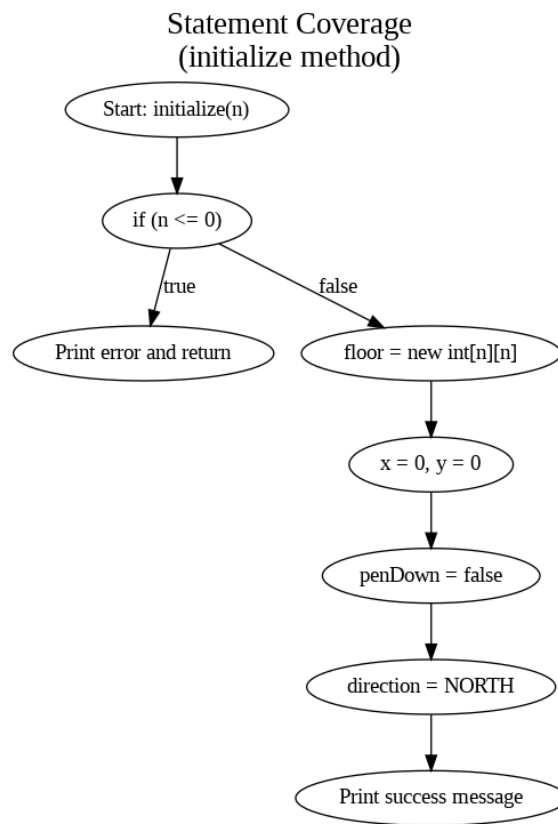 Statement Coverage
(initialize method)
Start: initialize(n)
if (n <= 0)
true
false
Print error and return
floor = new int[n][n]
x = 0, y = 0
penDown = false
direction = NORTH
Print success message